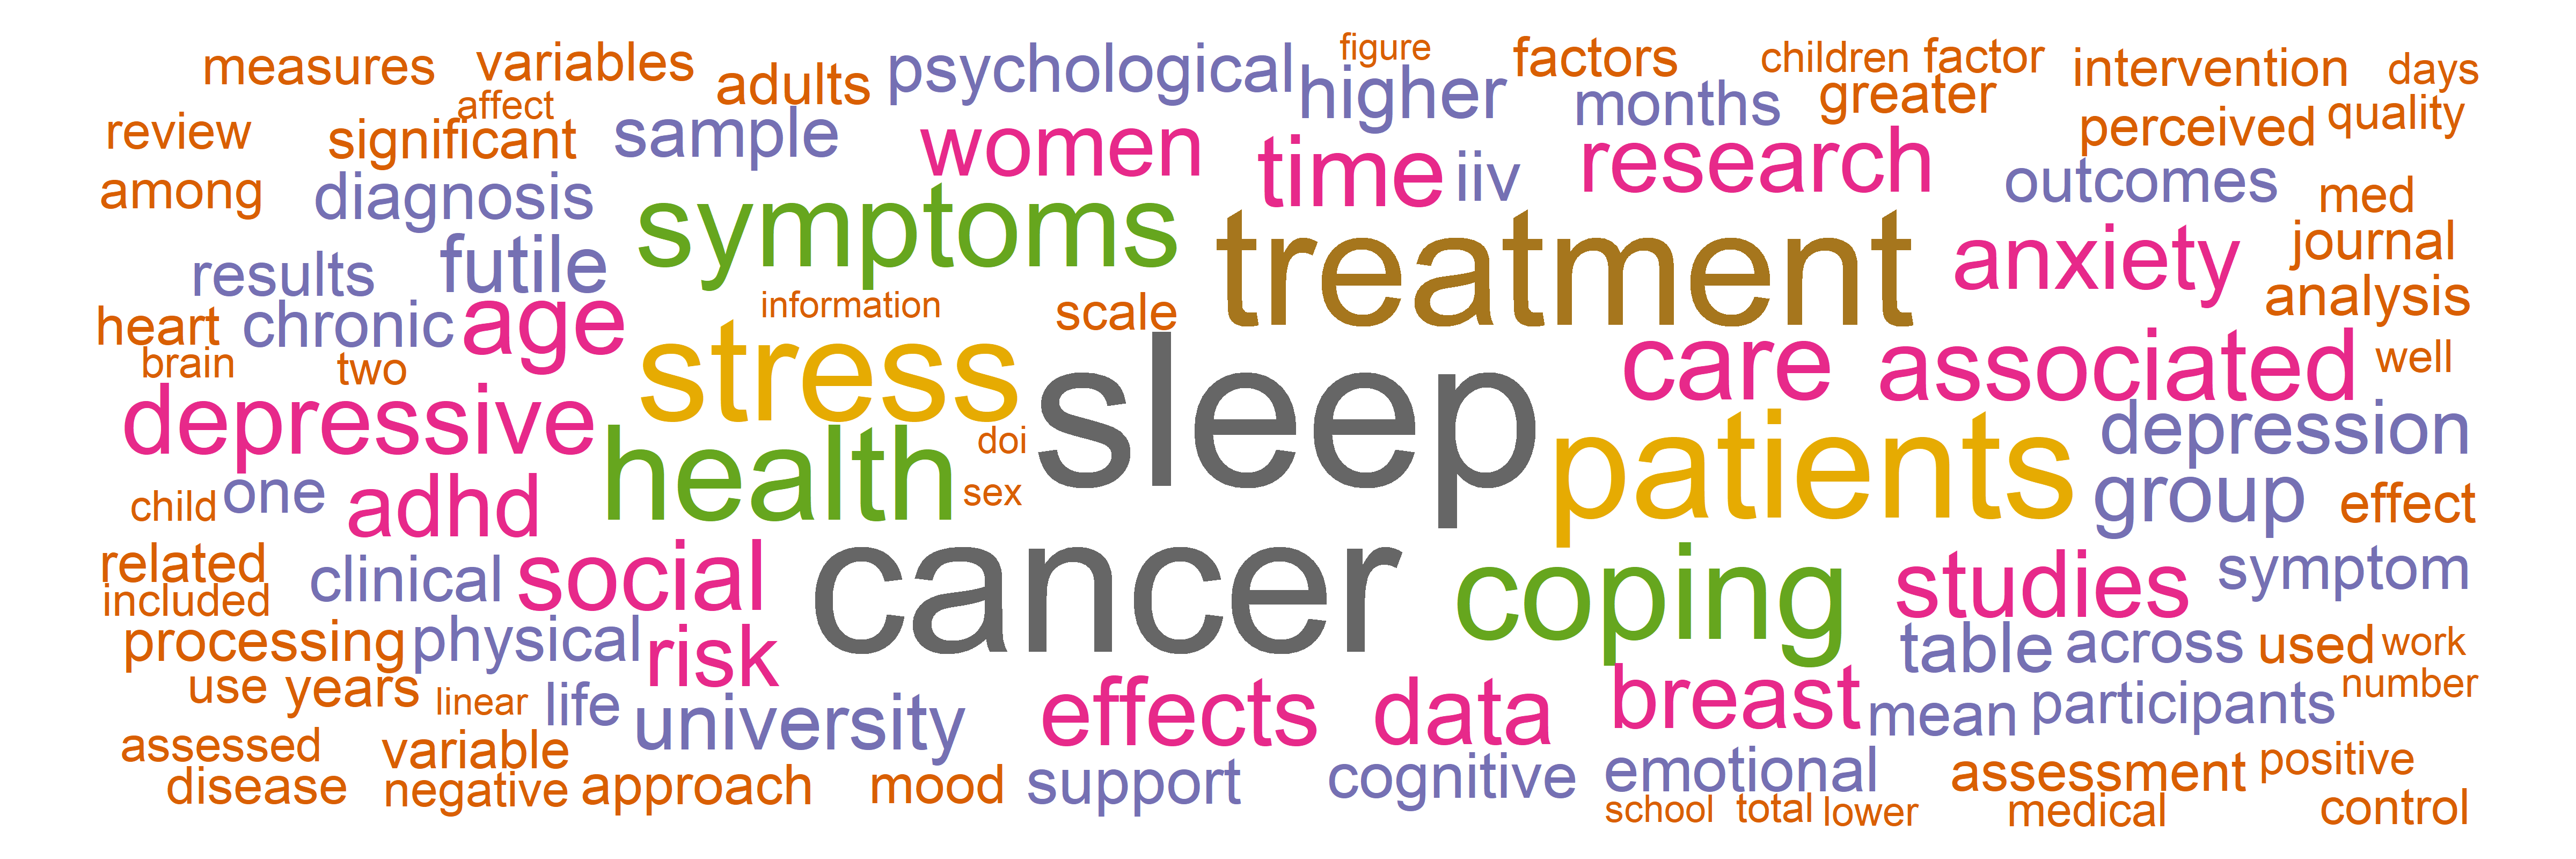 measures variables adults psychological figure factors children factor intervention days
affect higher months greater quality
review significant sample women time iiv research perceived
among diagnosis symptoms outcomes med
results futile treatment anxiety journal
heart chronic age information scale analysis
brain two stress sleep care associated well
depressive health doi patients depression
child one adhd sex group effect
related clinical social cancer coping studies symptom
included
processing physical risk table across used work
use years linear life university effects data breast mean participants number
assessed variable support cognitive emotional assessment positive
disease negative approach mood school total lower medical control